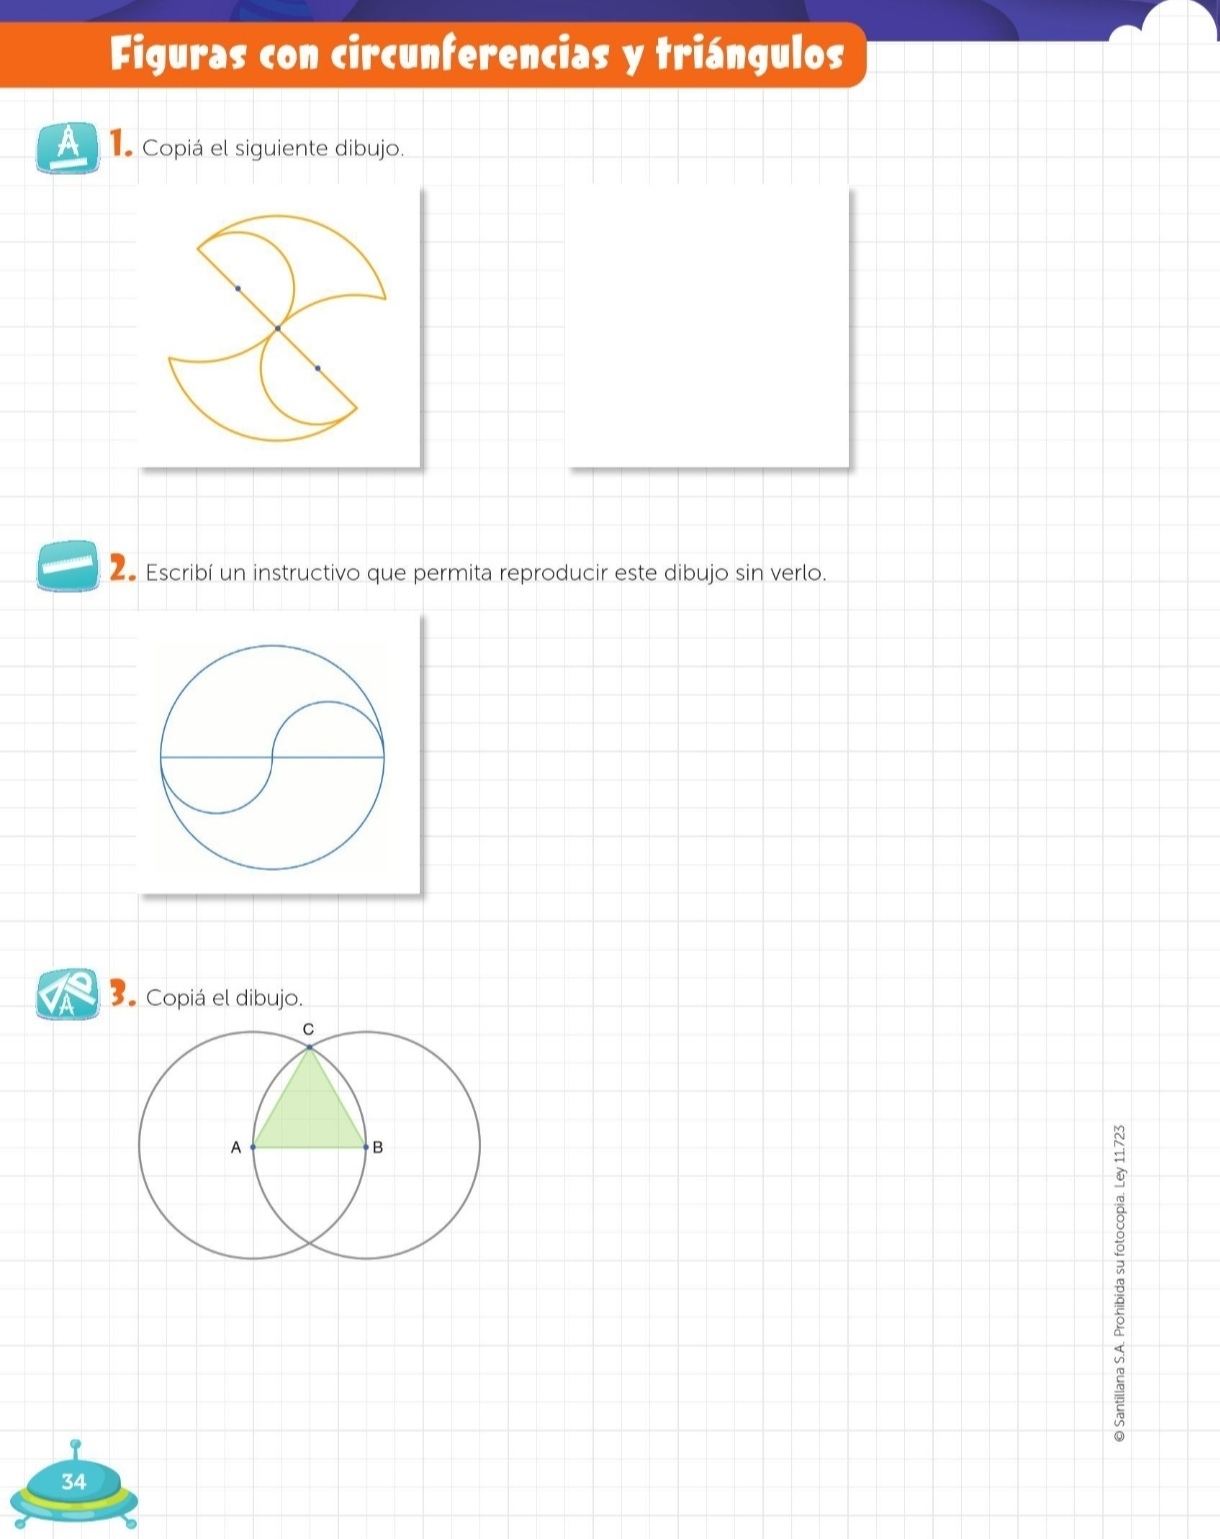 Figuras con circunferencias y triángulos
1. Copiá el siguiente dibujo.
2. Escribí un instructivo que permita reproducir este dibujo sin verlo.
3. Copiá el dibujo.
C
A
B
© Santillana S.A. Prohibida su fotocopia. Ley 11.723
34